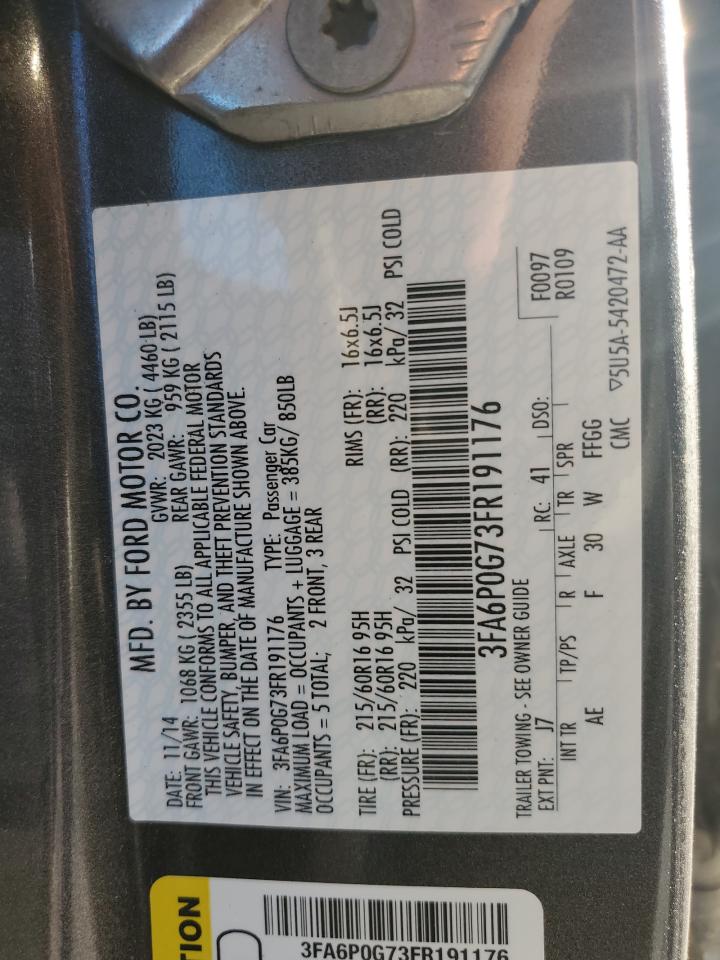 MFD. BY FORD MOTOR CO.
DATE: 11/14 GVWR: 2023 KG ( 4460 LB)
FRONT GAWR: 1068 KG ( 2355 LB) REAR GAWR: 959 KG ( 2115 LB)
THIS VEHICLE CONFORMS TO ALL APPLICABLE FEDERAL MOTOR
VEHICLE SAFETY, BUMPER, AND THEFT PREVENTION STANDARDS
IN EFFECT ON THE DATE OF MANUFACTURE SHOWN ABOVE.
VIN: 3FA6P0G73FR191176 TYPE: Passenger Car
MAXIMUM LOAD = OCCUPANTS + LUGGAGE = 385KG/ 850LB
OCCUPANTS = 5 TOTAL; 2 FRONT, 3 REAR
TIRE (FR): 215/60R16 95H RIMS (FR): 16x6.5J
(RR): 215/60R16 95H (RR): 16x6.5J
PRESSURE (FR): 220 kPa/ 32 PSI COLD (RR): 220 kPa/ 32 PSI COLD
3FA6P0G73FR191176
TRAILER TOWING - SEE OWNER GUIDE F0097
EXT PNT: J7 RC: 41 DSO: R0109
INT TR TP/PS R AXLE TR SPR
AE F 30 W FFGG
CMC ▽5U5A-5420472-AA
TION
3FA6P0G73FR191176